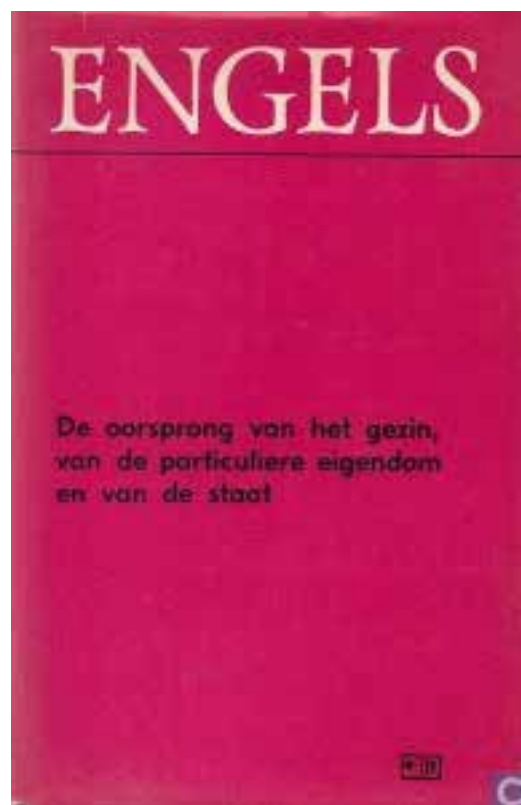 ENGELS
De oorsprong van het gezin,
van de particuliere eigendom
en van de staat
C